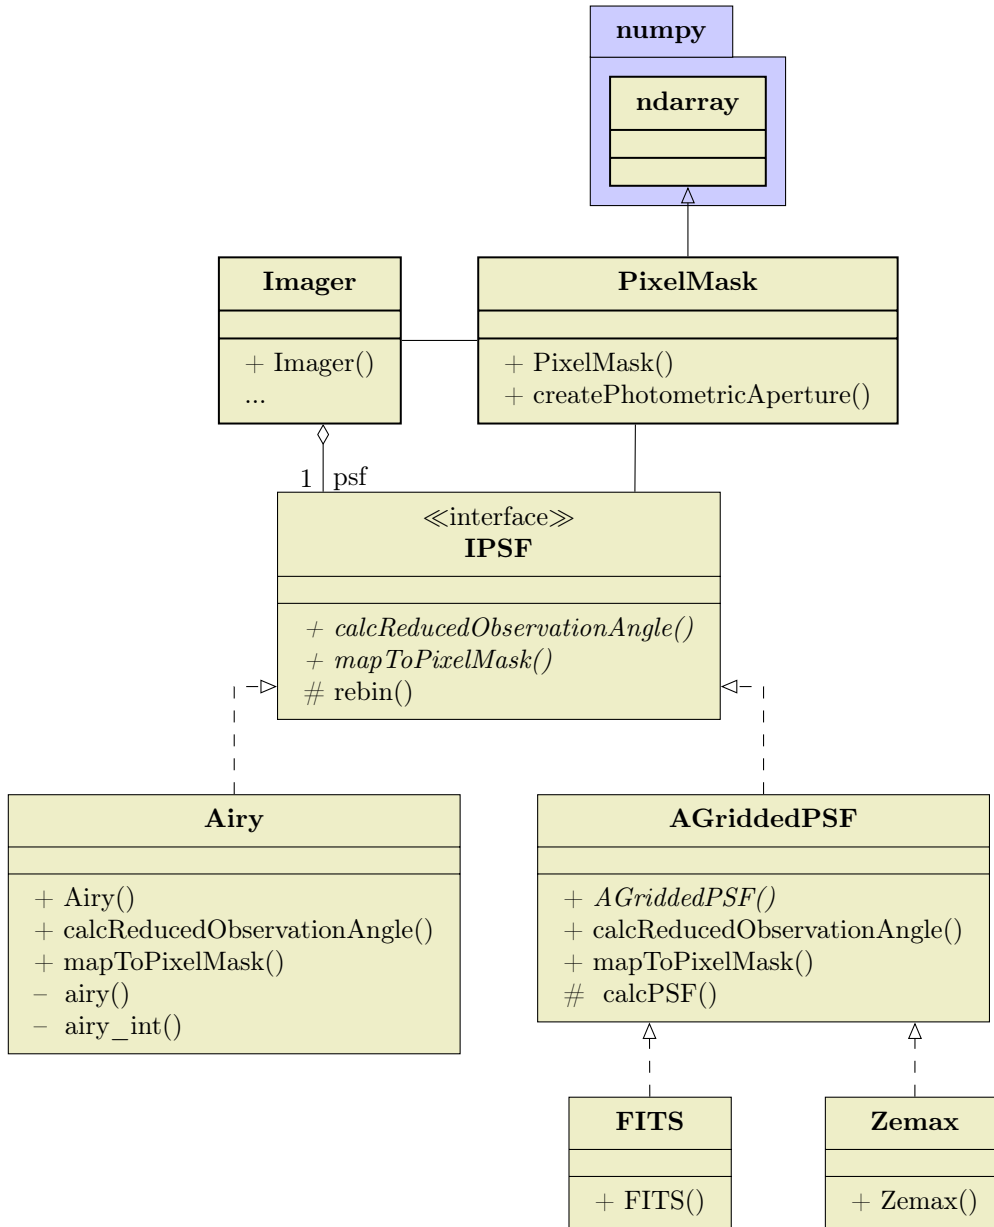 numpy
ndarray
Imager
+ Imager()
...
PixelMask
+ PixelMask()
+ createPhotometricAperture()
1 psf
≪interface≫
IPSF
+ calcReducedObservationAngle()
+ mapToPixelMask()
# rebin()
Airy
+ Airy()
+ calcReducedObservationAngle()
+ mapToPixelMask()
– airy()
– airy_int()
AGriddedPSF
+ AGriddedPSF()
+ calcReducedObservationAngle()
+ mapToPixelMask()
# calcPSF()
FITS
+ FITS()
Zemax
+ Zemax()